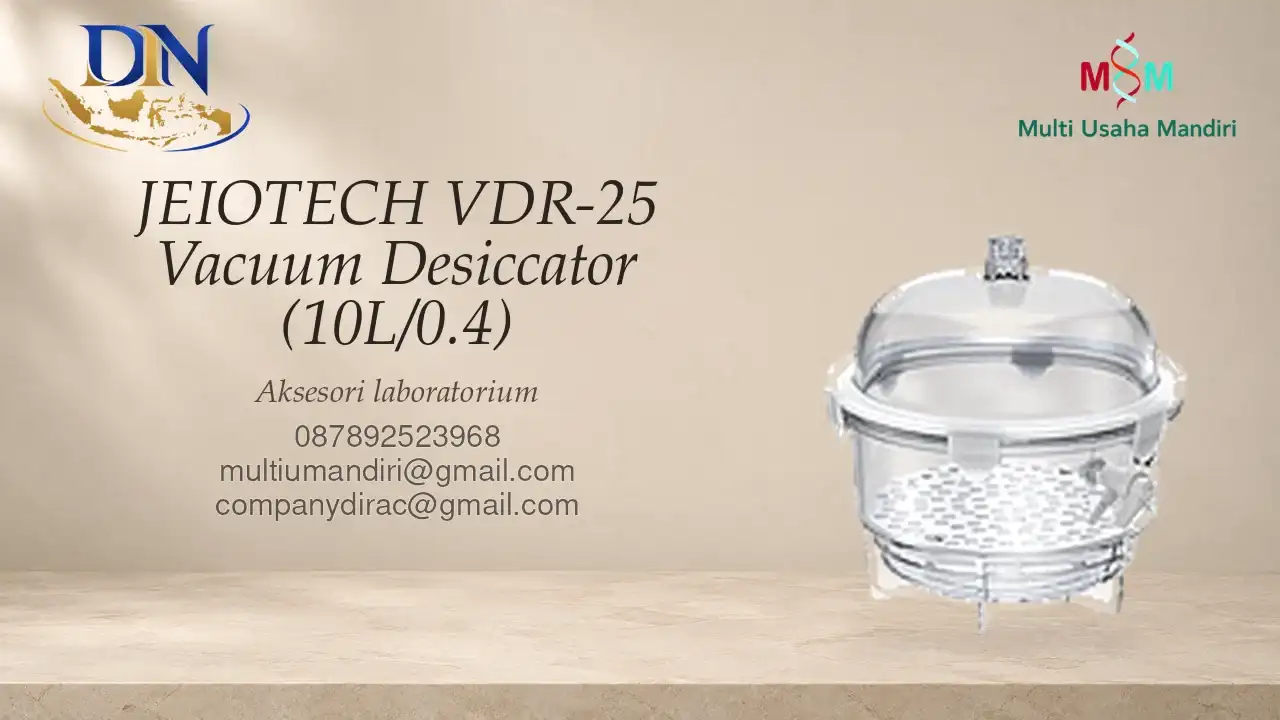 DIN
M M
Multi Usaha Mandiri
JEIOTECH VDR-25
Vacuum Desiccator
(10L/0.4)
Aksesori laboratorium
087892523968
multiumandiri@gmail.com
companydirac@gmail.com